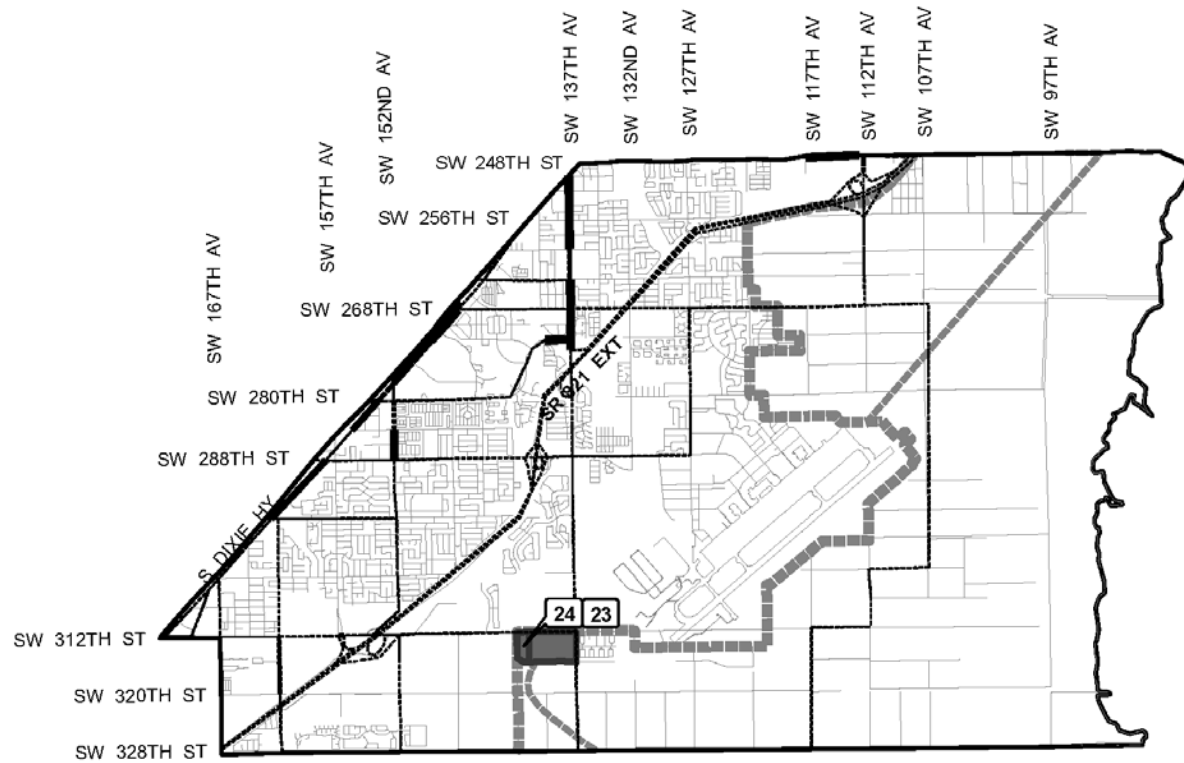 SW 167TH AV
SW 157TH AV
SW 152ND AV
SW 137TH AV
SW 132ND AV
SW 127TH AV
SW 117TH AV
SW 112TH AV
SW 107TH AV
SW 97TH AV
SW 248TH ST
SW 256TH ST
SW 268TH ST
SW 280TH ST
SW 288TH ST
S DIXIE HY
SR 821 EXT
24 23
SW 312TH ST
SW 320TH ST
SW 328TH ST